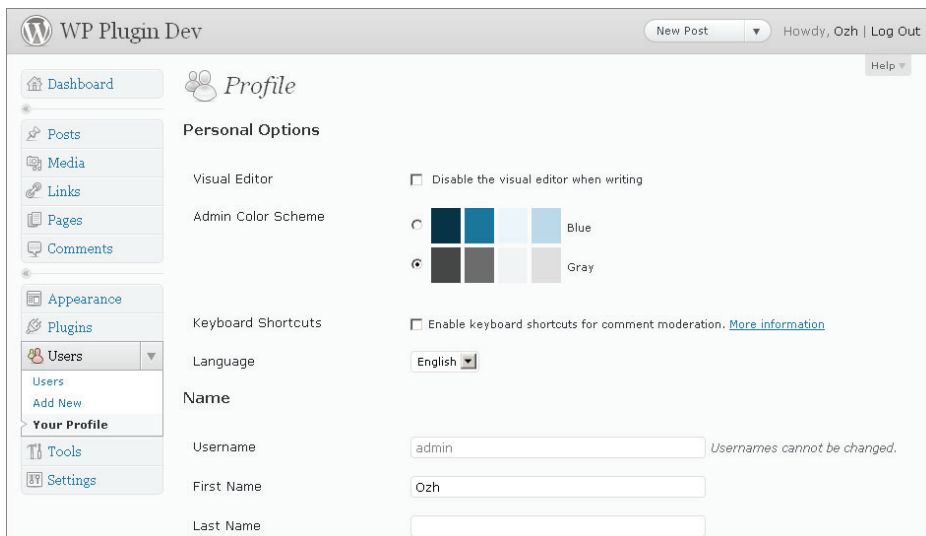 WP Plugin Dev
New Post
Howdy, Ozh | Log Out
Help
Dashboard
Posts
Media
Links
Pages
Comments
Appearance
Plugins
Users
Users
Add New
Your Profile
Tools
Settings
Profile
Personal Options
Visual Editor
Disable the visual editor when writing
Admin Color Scheme
Blue
Gray
Keyboard Shortcuts
Enable keyboard shortcuts for comment moderation. More information
Language
English
Name
Username
admin
Usernames cannot be changed.
First Name
Ozh
Last Name